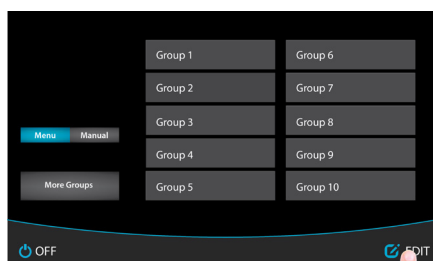 Group 1
Group 6
Group 2
Group 7
Group 3
Group 8
Menu
Manual
Group 4
Group 9
More Groups
Group 5
Group 10
OFF
EDIT